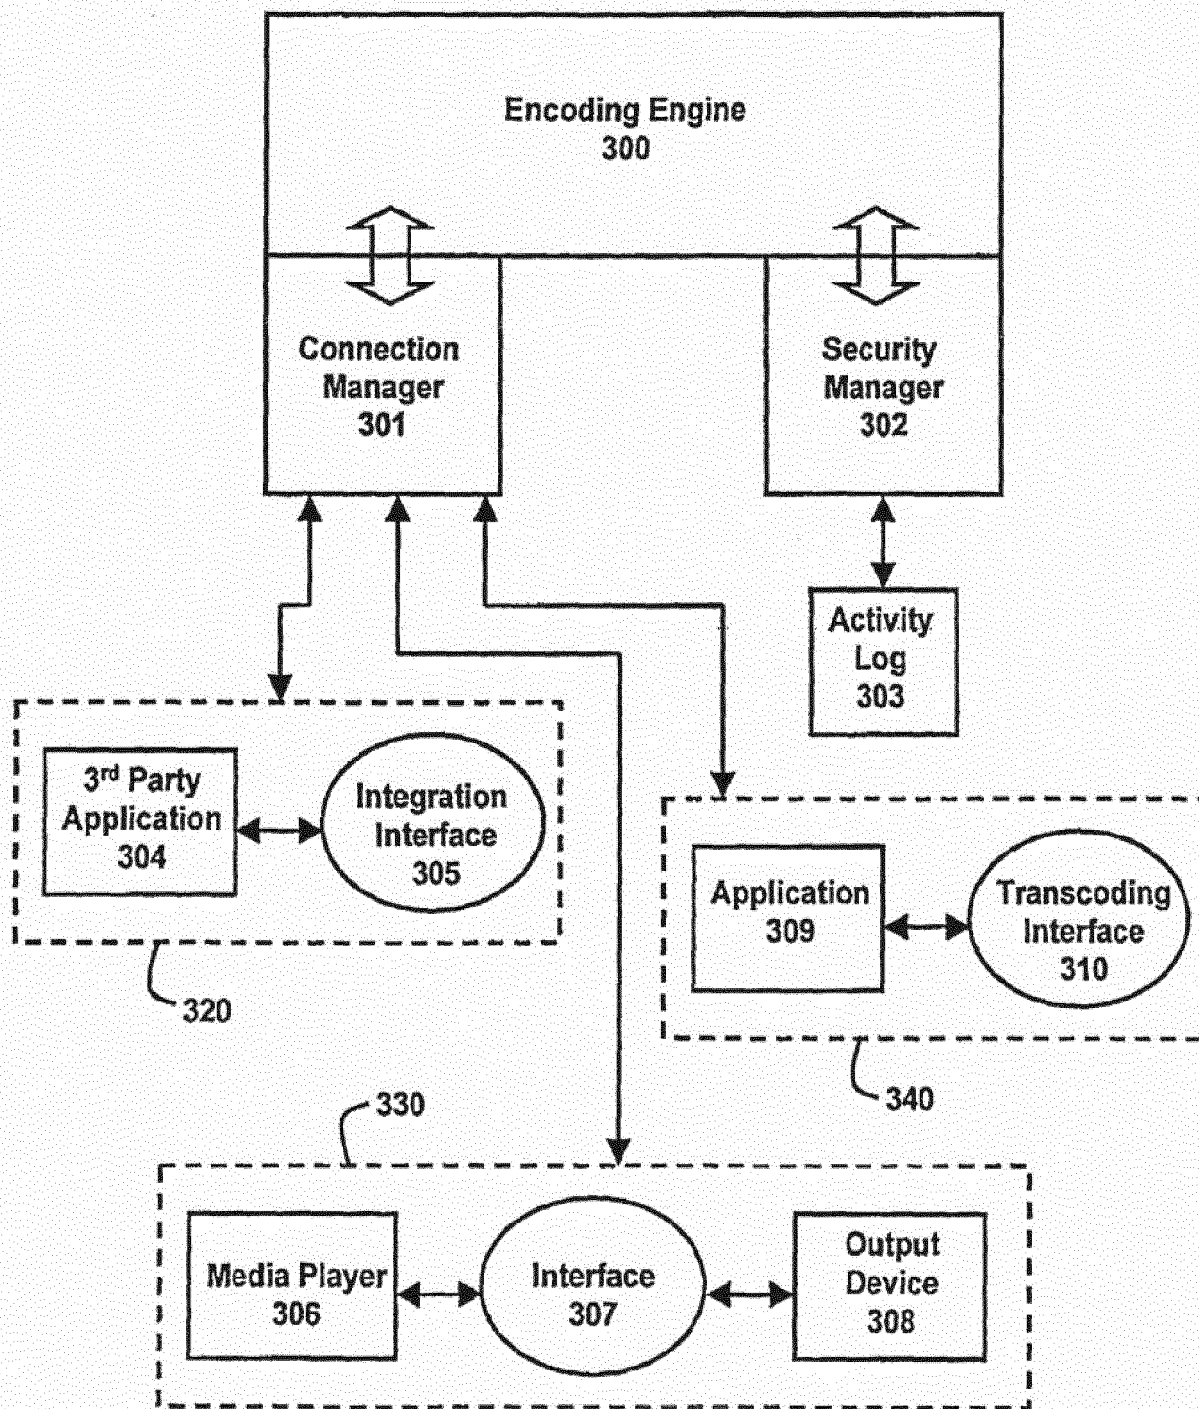 Encoding Engine
300
Connection
Manager
301
Security
Manager
302
Activity
Log
303
3rd Party
Application
304
Integration
Interface
305
320
Application
309
Transcoding
Interface
310
340
330
Media Player
306
Interface
307
Output
Device
308